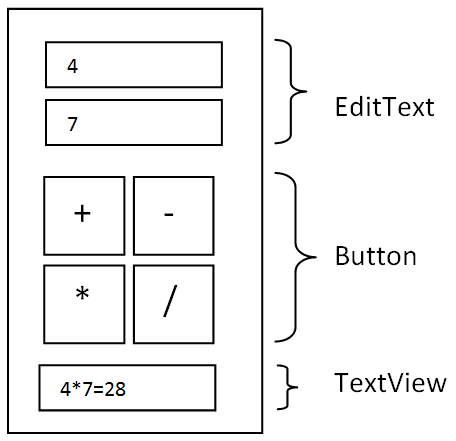 4
7
EditText
+ -
* /
Button
4*7=28
TextView